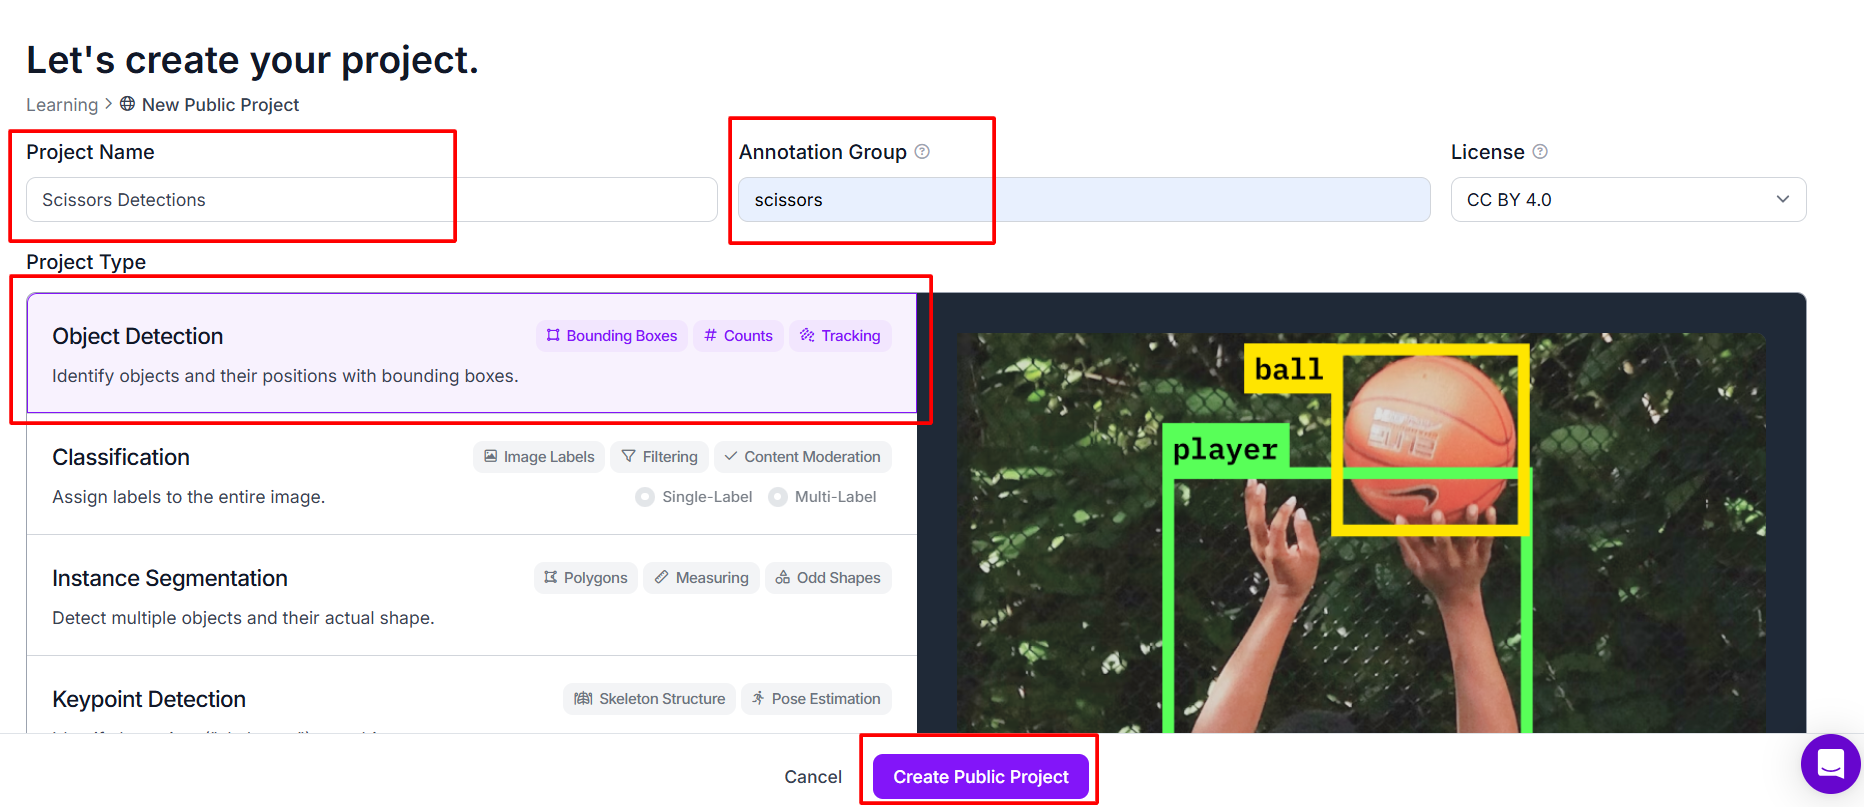 Let's create your project.
Learning > New Public Project
Project Name
Annotation Group
License
Scissors Detections
scissors
CC BY 4.0
Project Type
Object Detection
Bounding Boxes
Counts
Tracking
Identify objects and their positions with bounding boxes.
Classification
Image Labels
Filtering
Content Moderation
Assign labels to the entire image.
Single-Label
Multi-Label
Instance Segmentation
Polygons
Measuring
Odd Shapes
Detect multiple objects and their actual shape.
Keypoint Detection
Skeleton Structure
Pose Estimation
ball
player
Cancel
Create Public Project